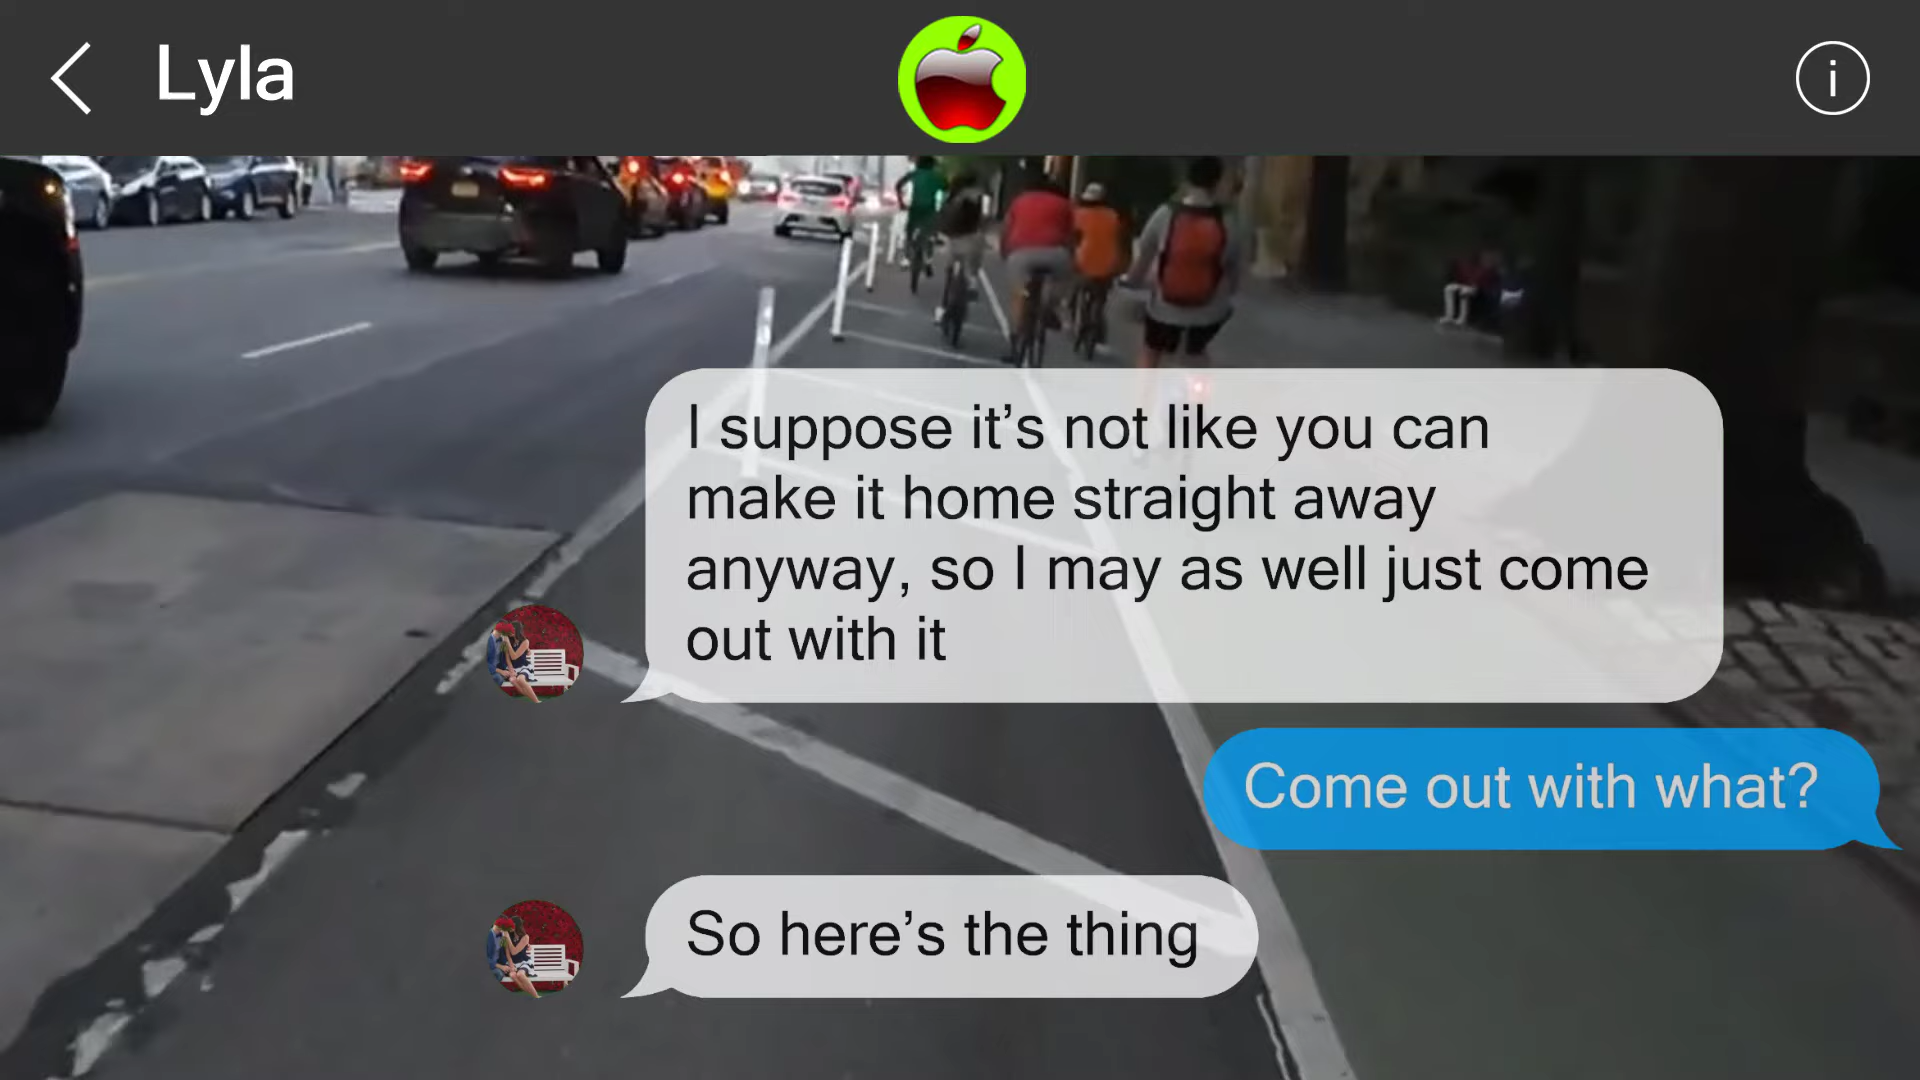 Lyla
I suppose it’s not like you can
make it home straight away
anyway, so I may as well just come
out with it
Come out with what?
So here’s the thing